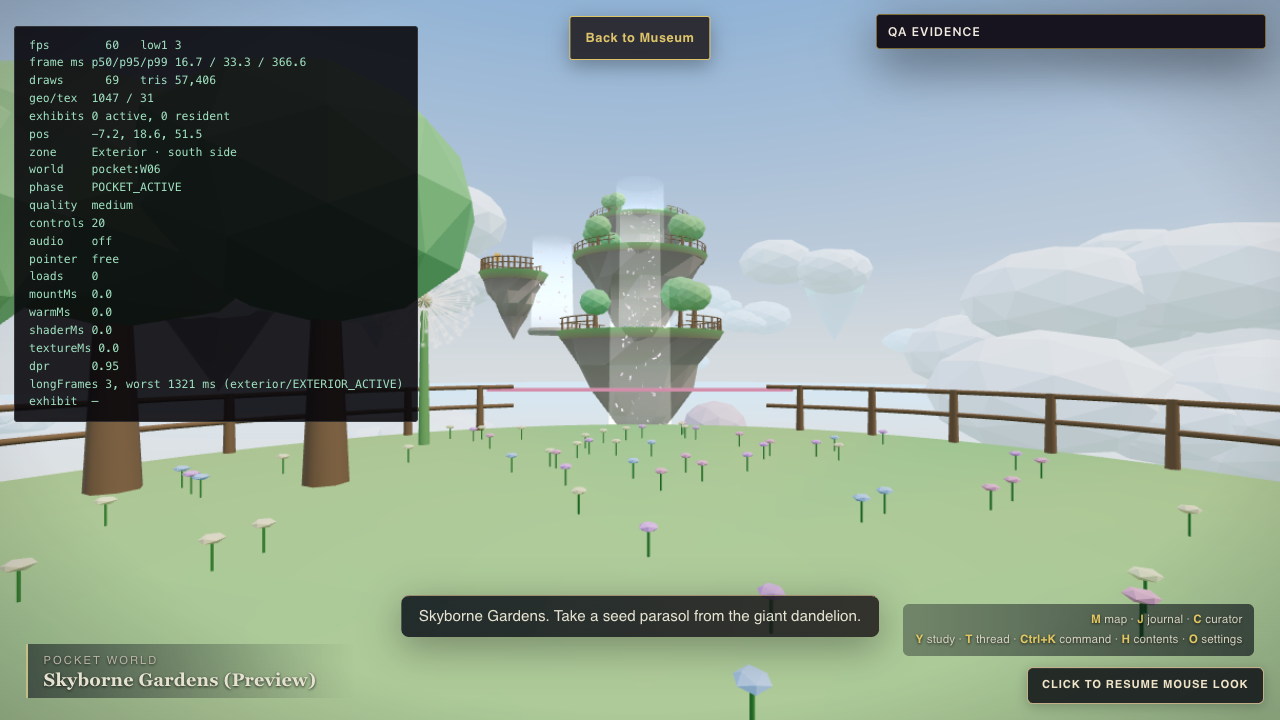 fps 60 low1 3
frame ms p50/p95/p99 16.7 / 33.3 / 366.6
draws 69 tris 57,406
geo/tex 1047 / 31
exhibits 0 active, 0 resident
pos −7.2, 18.6, 51.5
zone Exterior · south side
world pocket:W06
phase POCKET_ACTIVE
quality medium
controls 20
audio off
pointer free
loads 0
mountMs 0.0
warmMs 0.0
shaderMs 0.0
textureMs 0.0
dpr 0.95
longFrames 3, worst 1321 ms (exterior/EXTERIOR_ACTIVE)
exhibit —
Back to Museum
QA EVIDENCE
Skyborne Gardens. Take a seed parasol from the giant dandelion.
M map · J journal · C curator
Y study · T thread · Ctrl+K command · H contents · O settings
POCKET WORLD
Skyborne Gardens (Preview)
CLICK TO RESUME MOUSE LOOK